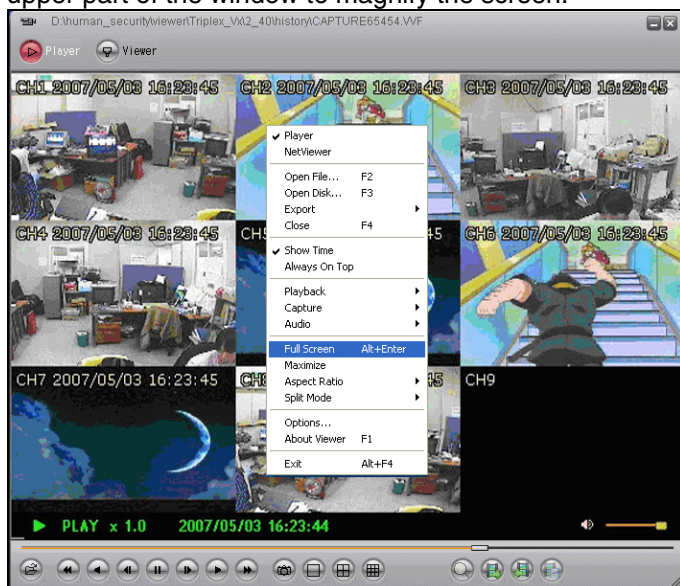 upper part of the window to magnify the screen.
D:\human_security\viewer\Triplex_Vx\2_40\history\CAPTURE65454.VVF
Player Viewer
CH1 2007/05/03 16:23:45
CH2 2007/05/03 16:23:45
CH3 2007/05/03 16:23:45
Player
NetViewer
Open File... F2
Open Disk... F3
Export
Close F4
Show Time
Always On Top
Playback
Capture
Audio
Full Screen Alt+Enter
Maximize
Aspect Ratio
Split Mode
Options...
About Viewer F1
Exit Alt+F4
CH4 2007/05/03 16:23:45
CH5
45
CH6 2007/05/03 16:23:45
CH7 2007/05/03 16:23:45
CH8
45
CH9
PLAY x 1.0 2007/05/03 16:23:44